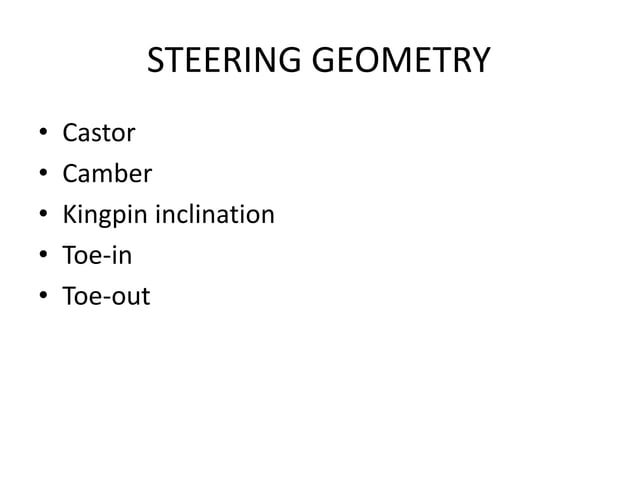 STEERING GEOMETRY
• Castor
• Camber
• Kingpin inclination
• Toe-in
• Toe-out